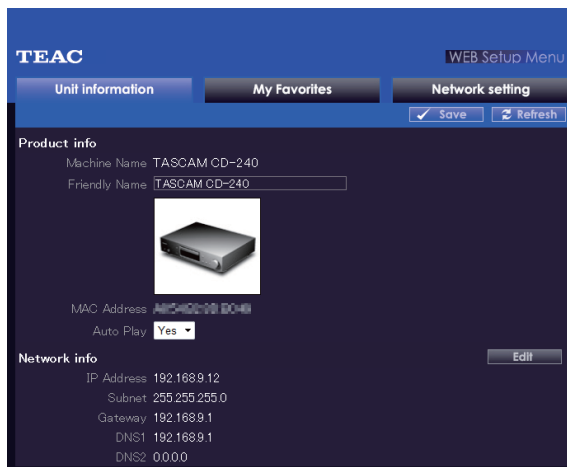 TEAC
WEB Setup Menu
Unit information
My Favorites
Network setting
Save
Refresh
Product info
Machine Name TASCAM CD-240
Friendly Name TASCAM CD-240
MAC Address
Auto Play Yes
Network info
Edit
IP Address 192.168.9.12
Subnet 255.255.255.0
Gateway 192.168.9.1
DNS1 192.168.9.1
DNS2 0.0.0.0